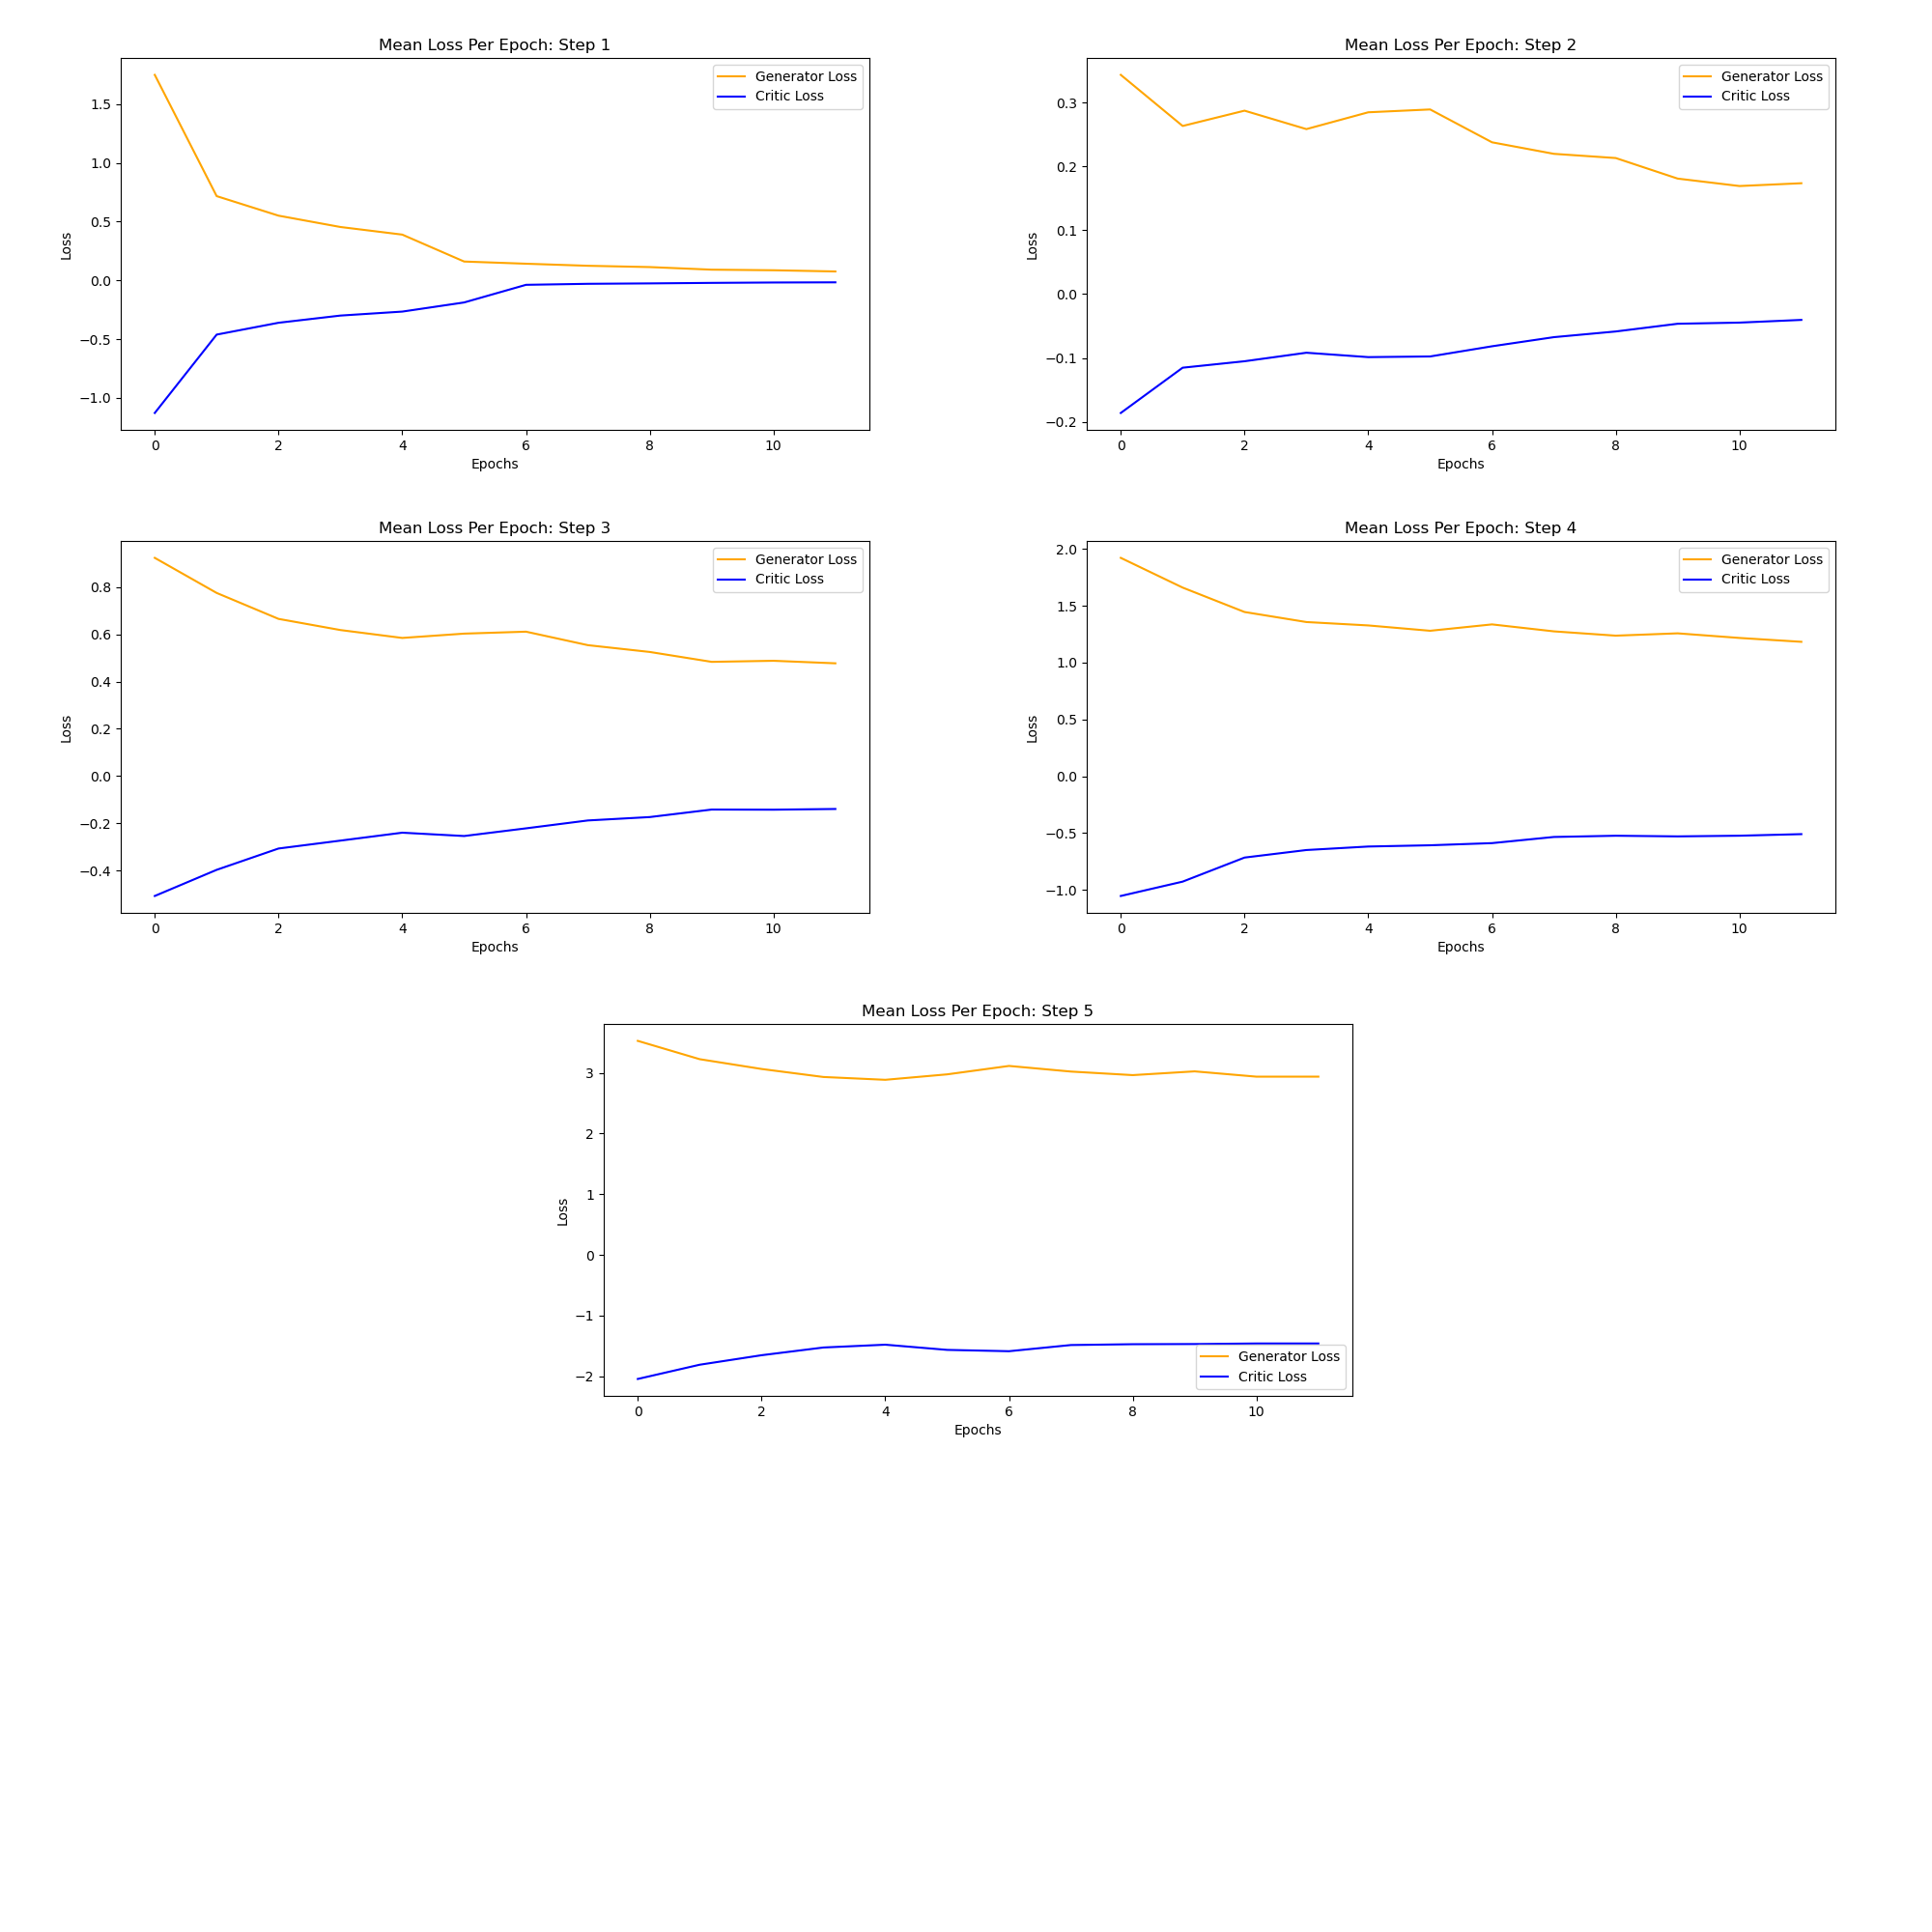 Mean Loss Per Epoch: Step 1
Generator Loss
Critic Loss
1.5
1.0
0.5
0.0
−0.5
−1.0
Loss
0 2 4 6 8 10
Epochs
Mean Loss Per Epoch: Step 2
Generator Loss
Critic Loss
0.3
0.2
0.1
0.0
−0.1
−0.2
Loss
0 2 4 6 8 10
Epochs
Mean Loss Per Epoch: Step 3
Generator Loss
Critic Loss
0.8
0.6
0.4
0.2
0.0
−0.2
−0.4
Loss
0 2 4 6 8 10
Epochs
Mean Loss Per Epoch: Step 4
Generator Loss
Critic Loss
2.0
1.5
1.0
0.5
0.0
−0.5
−1.0
Loss
0 2 4 6 8 10
Epochs
Mean Loss Per Epoch: Step 5
3
2
1
0
−1
−2
Loss
Generator Loss
Critic Loss
0 2 4 6 8 10
Epochs